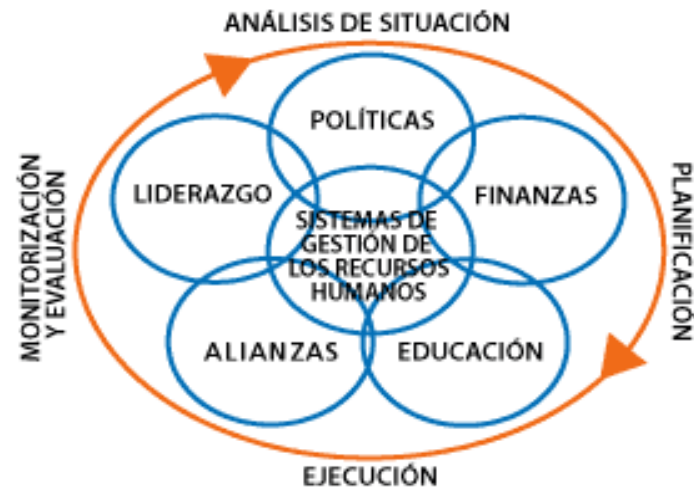 ANÁLISIS DE SITUACIÓN
POLÍTICAS
LIDERAZGO
FINANZAS
SISTEMAS DE
GESTIÓN DE
LOS RECURSOS
HUMANOS
ALIANZAS
EDUCACIÓN
MONITORIZACIÓN
Y EVALUACIÓN
PLANIFICACIÓN
EJECUCIÓN